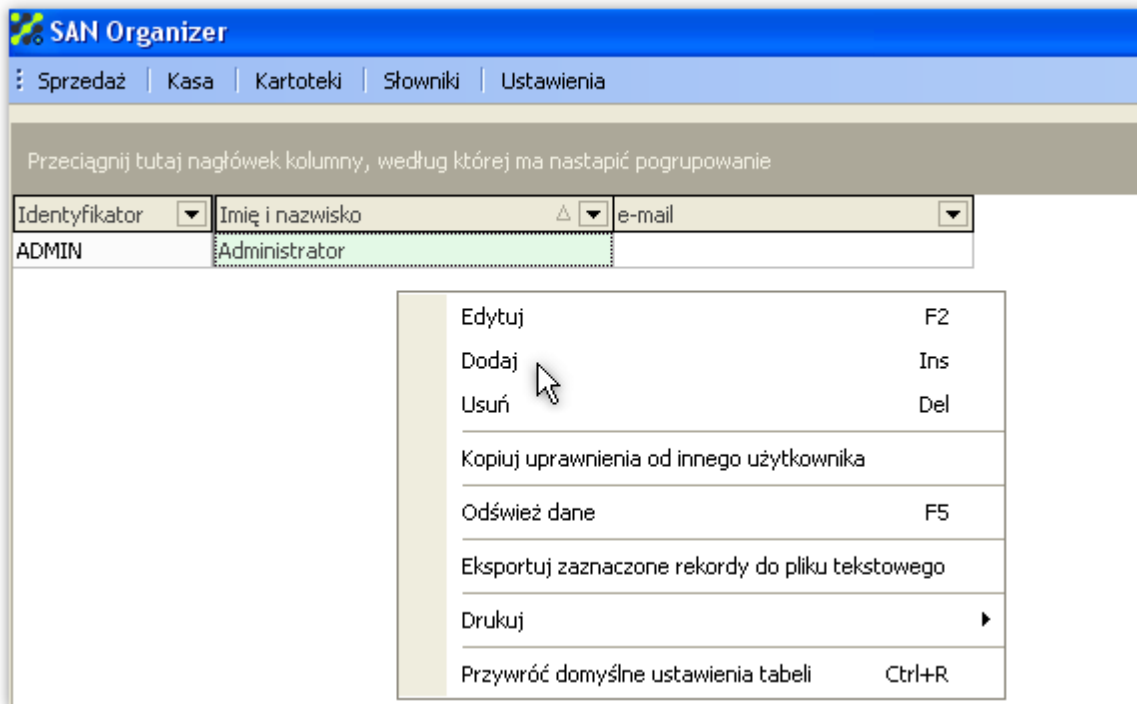 SAN Organizer
Sprzedaż Kasa Kartoteki Słowniki Ustawienia
Przeciągnij tutaj nagłówek kolumny, według której ma nastapić pogrupowanie
Identyfikator Imię i nazwisko e-mail
ADMIN Administrator
Edytuj F2
Dodaj Ins
Usuń Del
Kopiuj uprawnienia od innego użytkownika
Odśwież dane F5
Eksportuj zaznaczone rekordy do pliku tekstowego
Drukuj
Przywróć domyślne ustawienia tabeli Ctrl+R